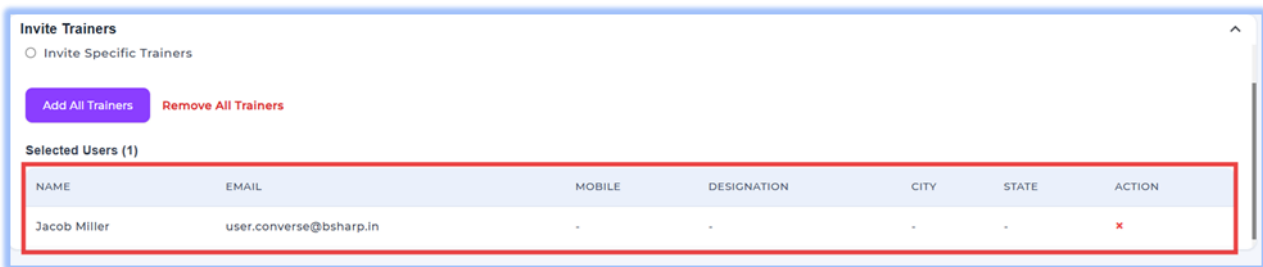 Invite Trainers
Invite Specific Trainers
Add All Trainers Remove All Trainers
Selected Users (1)
NAME EMAIL MOBILE DESIGNATION CITY STATE ACTION
Jacob Miller user.converse@bsharp.in - - - - ×